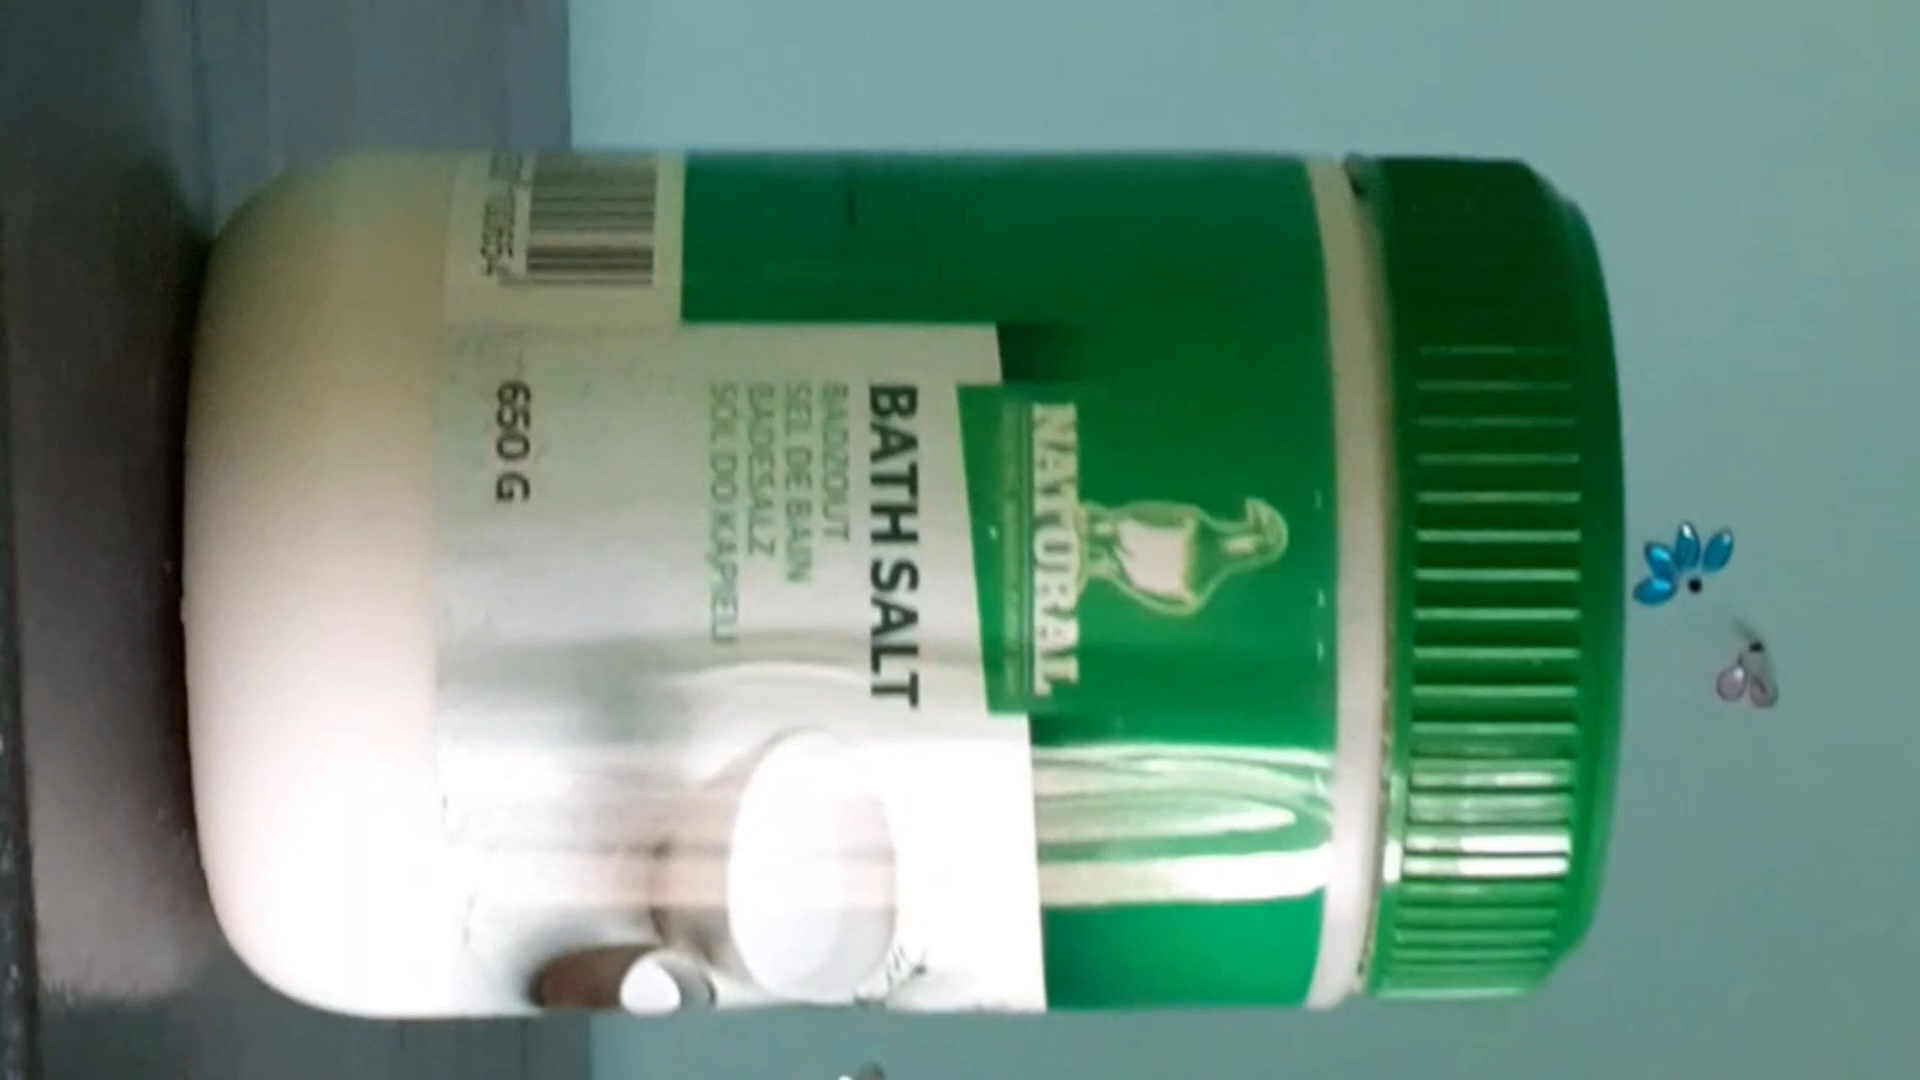 NATURAL
BATH SALT
BADZOUT
SEL DE BAIN
BADESALZ
SÓL DO KĄPIELI
650 G